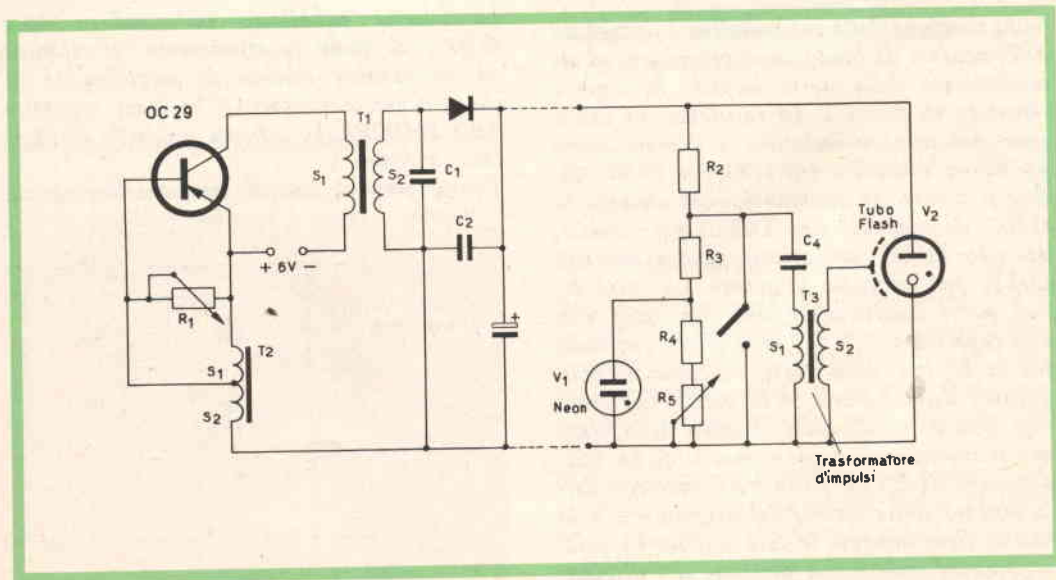 OC 29
T1
S1
S2
C1
C2
+ 6V −
R1
T2
S1
S2
+
R2
R3
R4
R5
V1
Neon
C4
T3
S1
S2
Tubo
Flash
V2
Trasformatore
d'impulsi